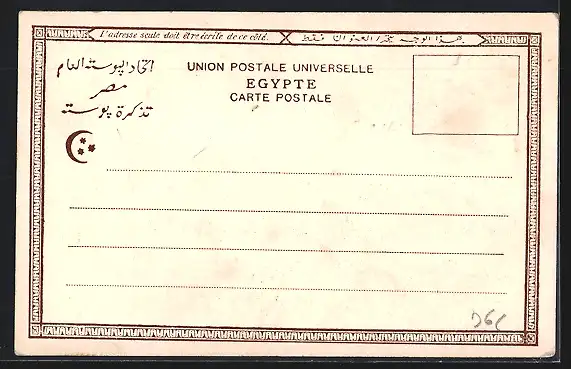 L'adresse seule doit être écrite de ce côté.
هذا الوجه يحرر العنوان فقط
UNION POSTALE UNIVERSELLE
EGYPTE
CARTE POSTALE
اتحاد البوسته العام
مصر
تذكرة بوسته